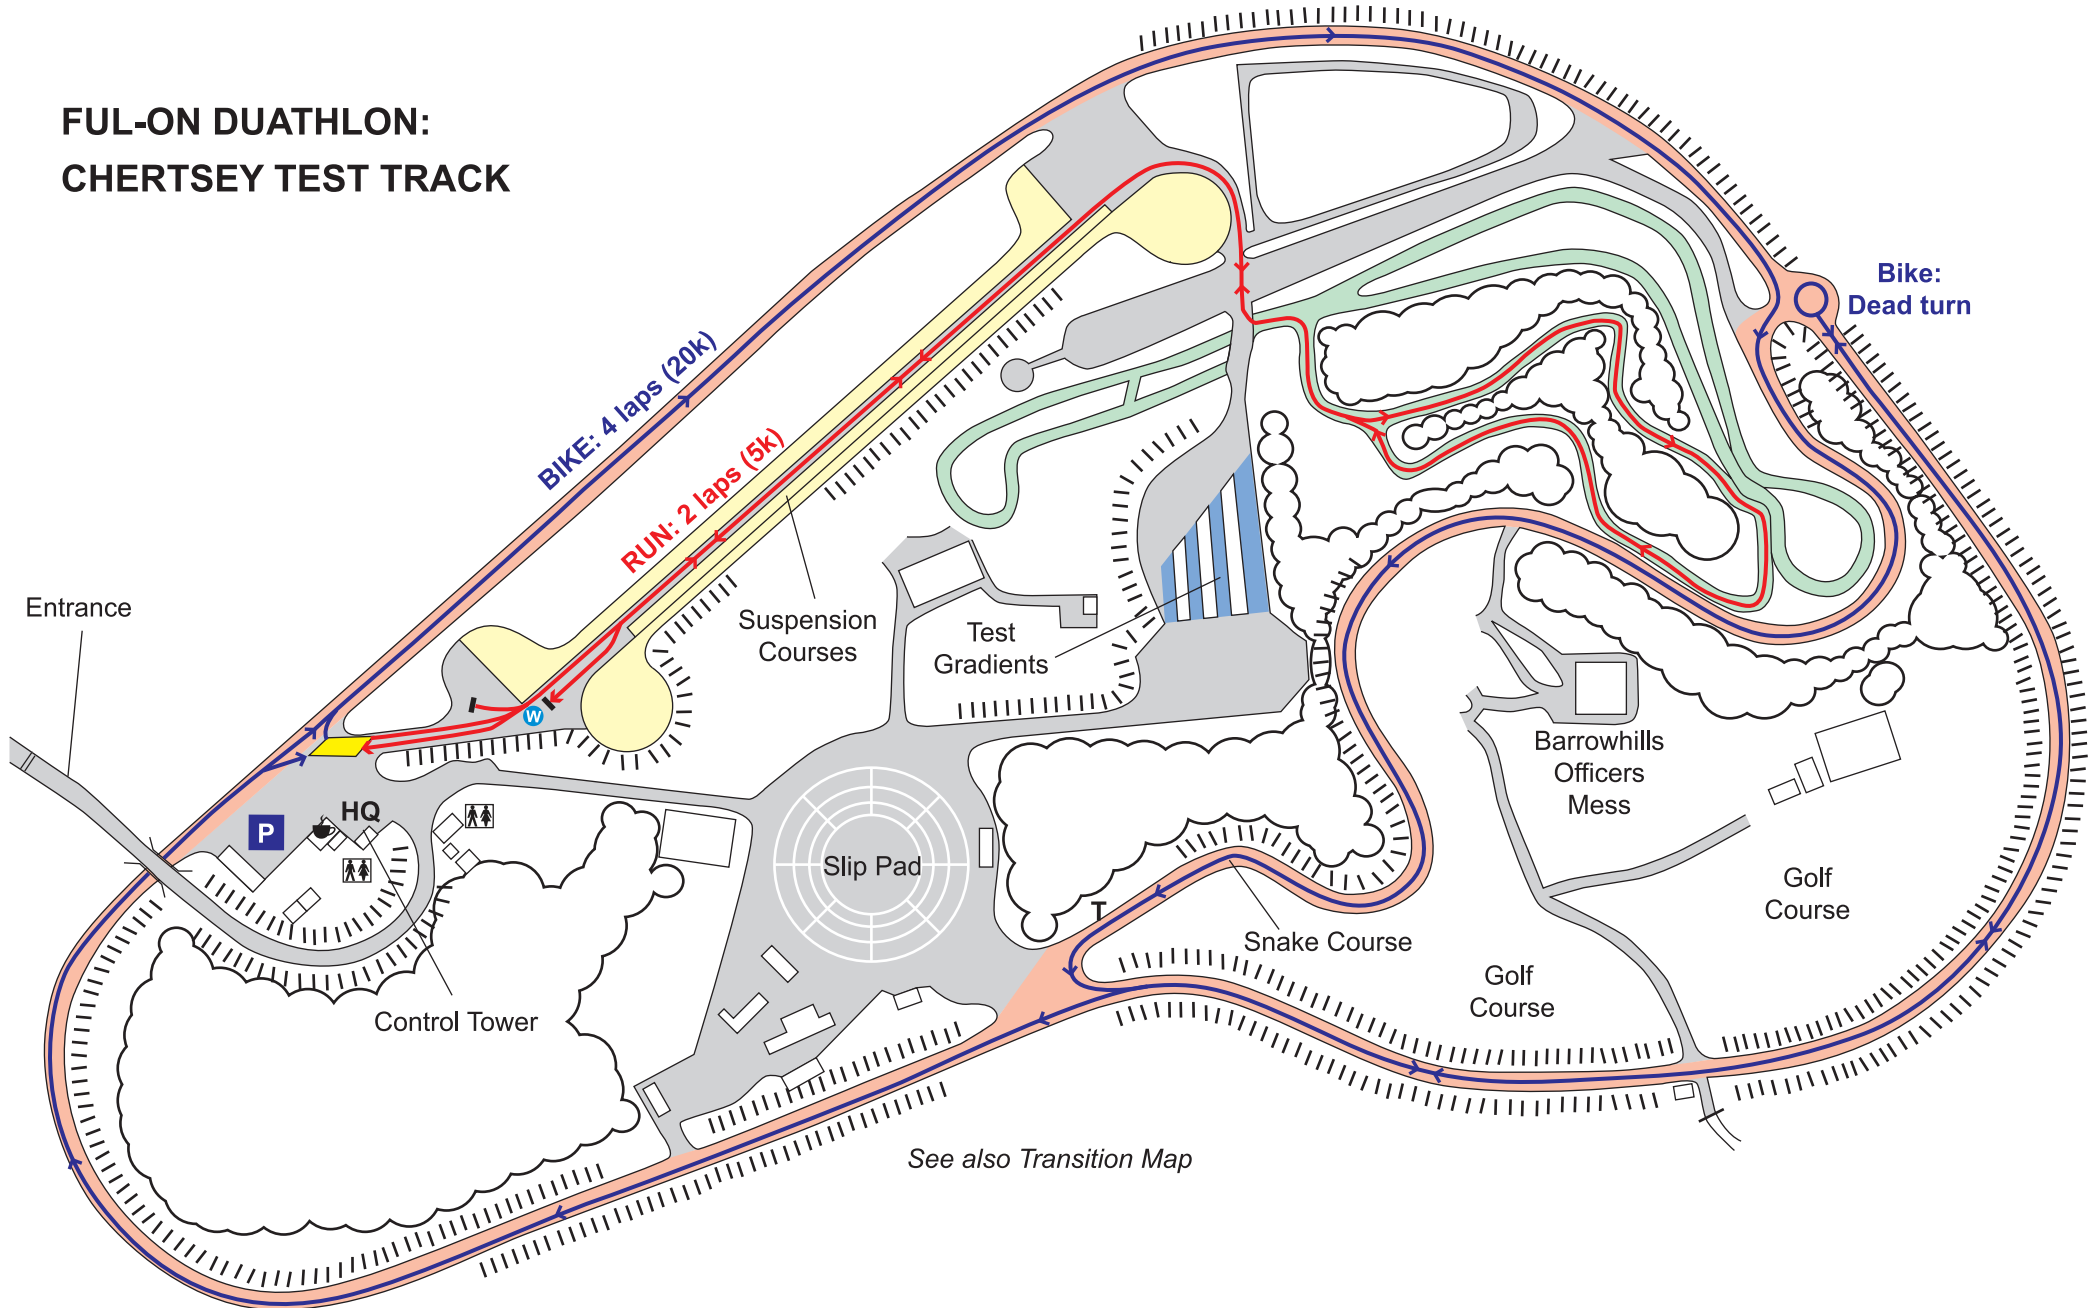 FUL-ON DUATHLON:
CHERTSEY TEST TRACK
Bike:
Dead turn
BIKE: 4 laps (20k)
RUN: 2 laps (5k)
Entrance
Suspension
Courses
Test
Gradients
W
Barrowhills
Officers
Mess
HQ
P
Slip Pad
Golf
Course
T
Snake Course
Golf
Course
Control Tower
See also Transition Map